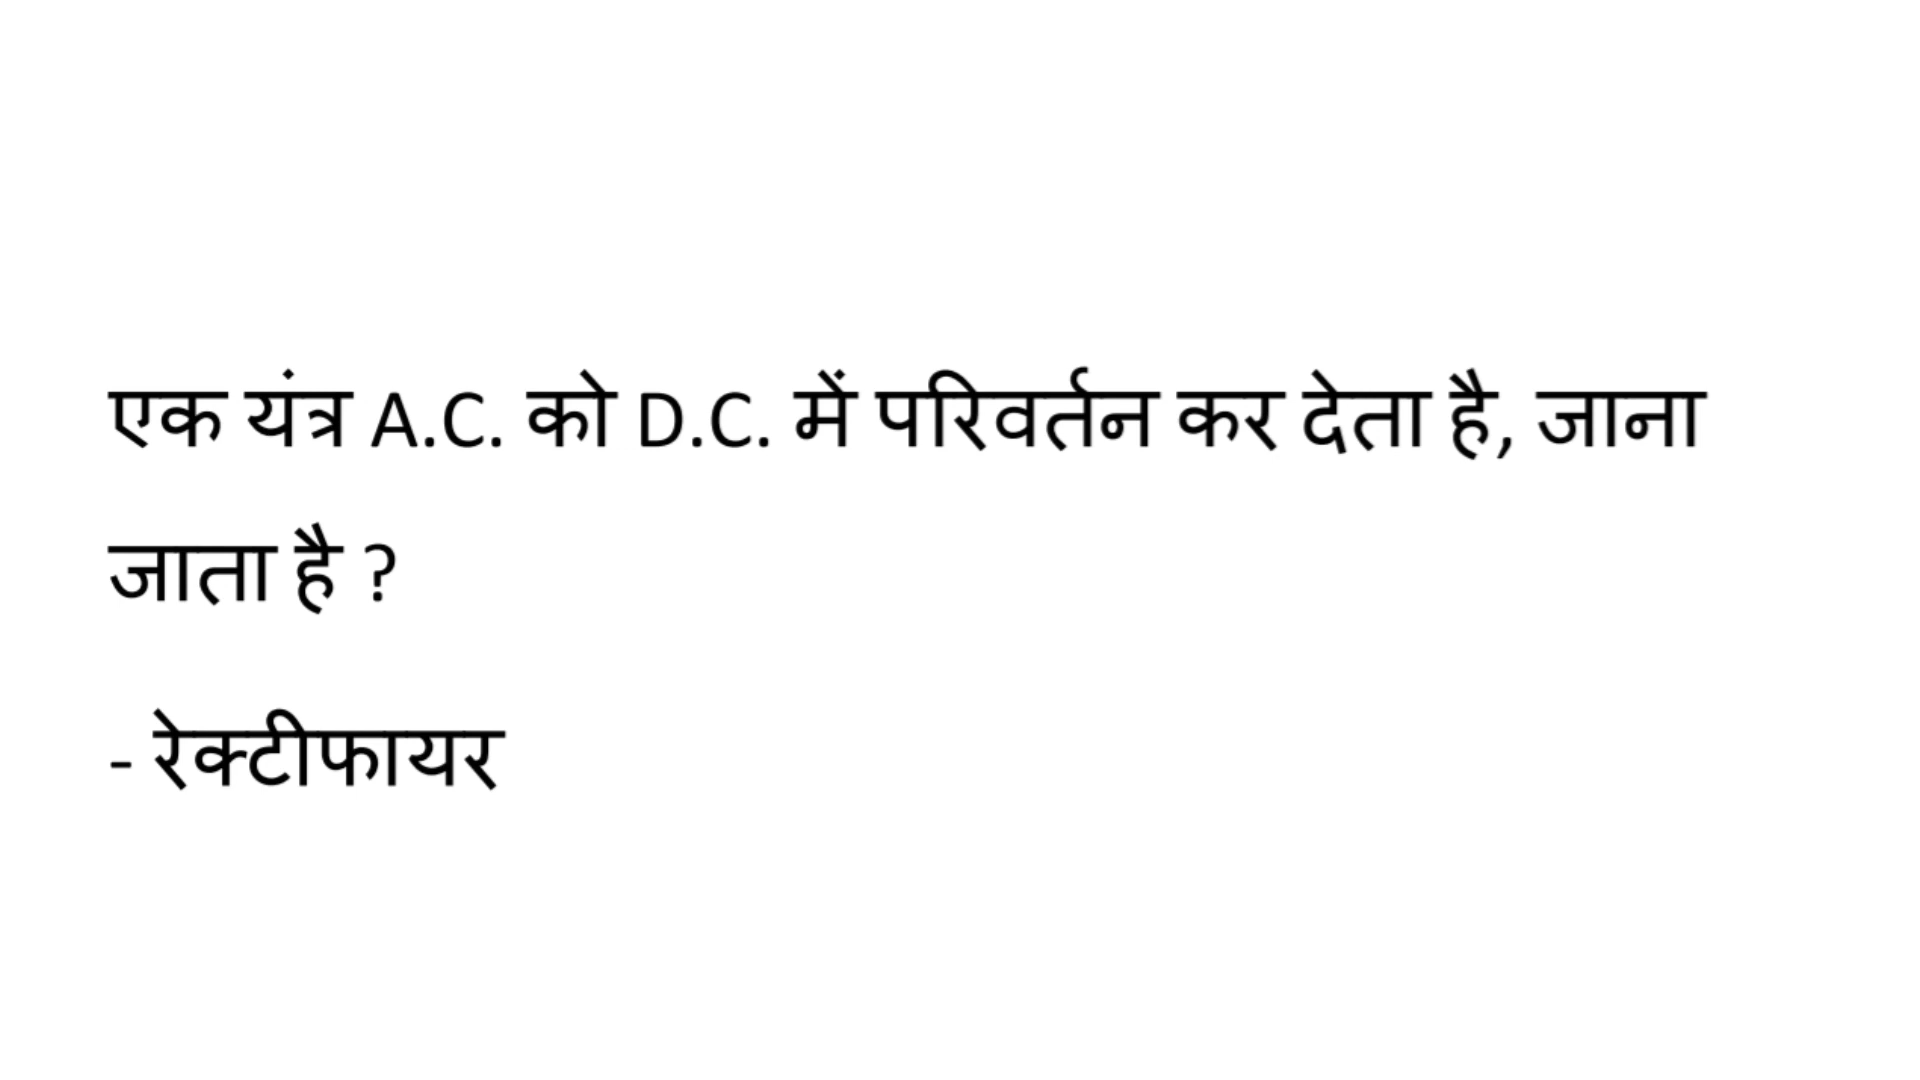 एक यंत्र A.C. को D.C. में परिवर्तन कर देता है, जाना
जाता है ?
- रेक्टीफायर